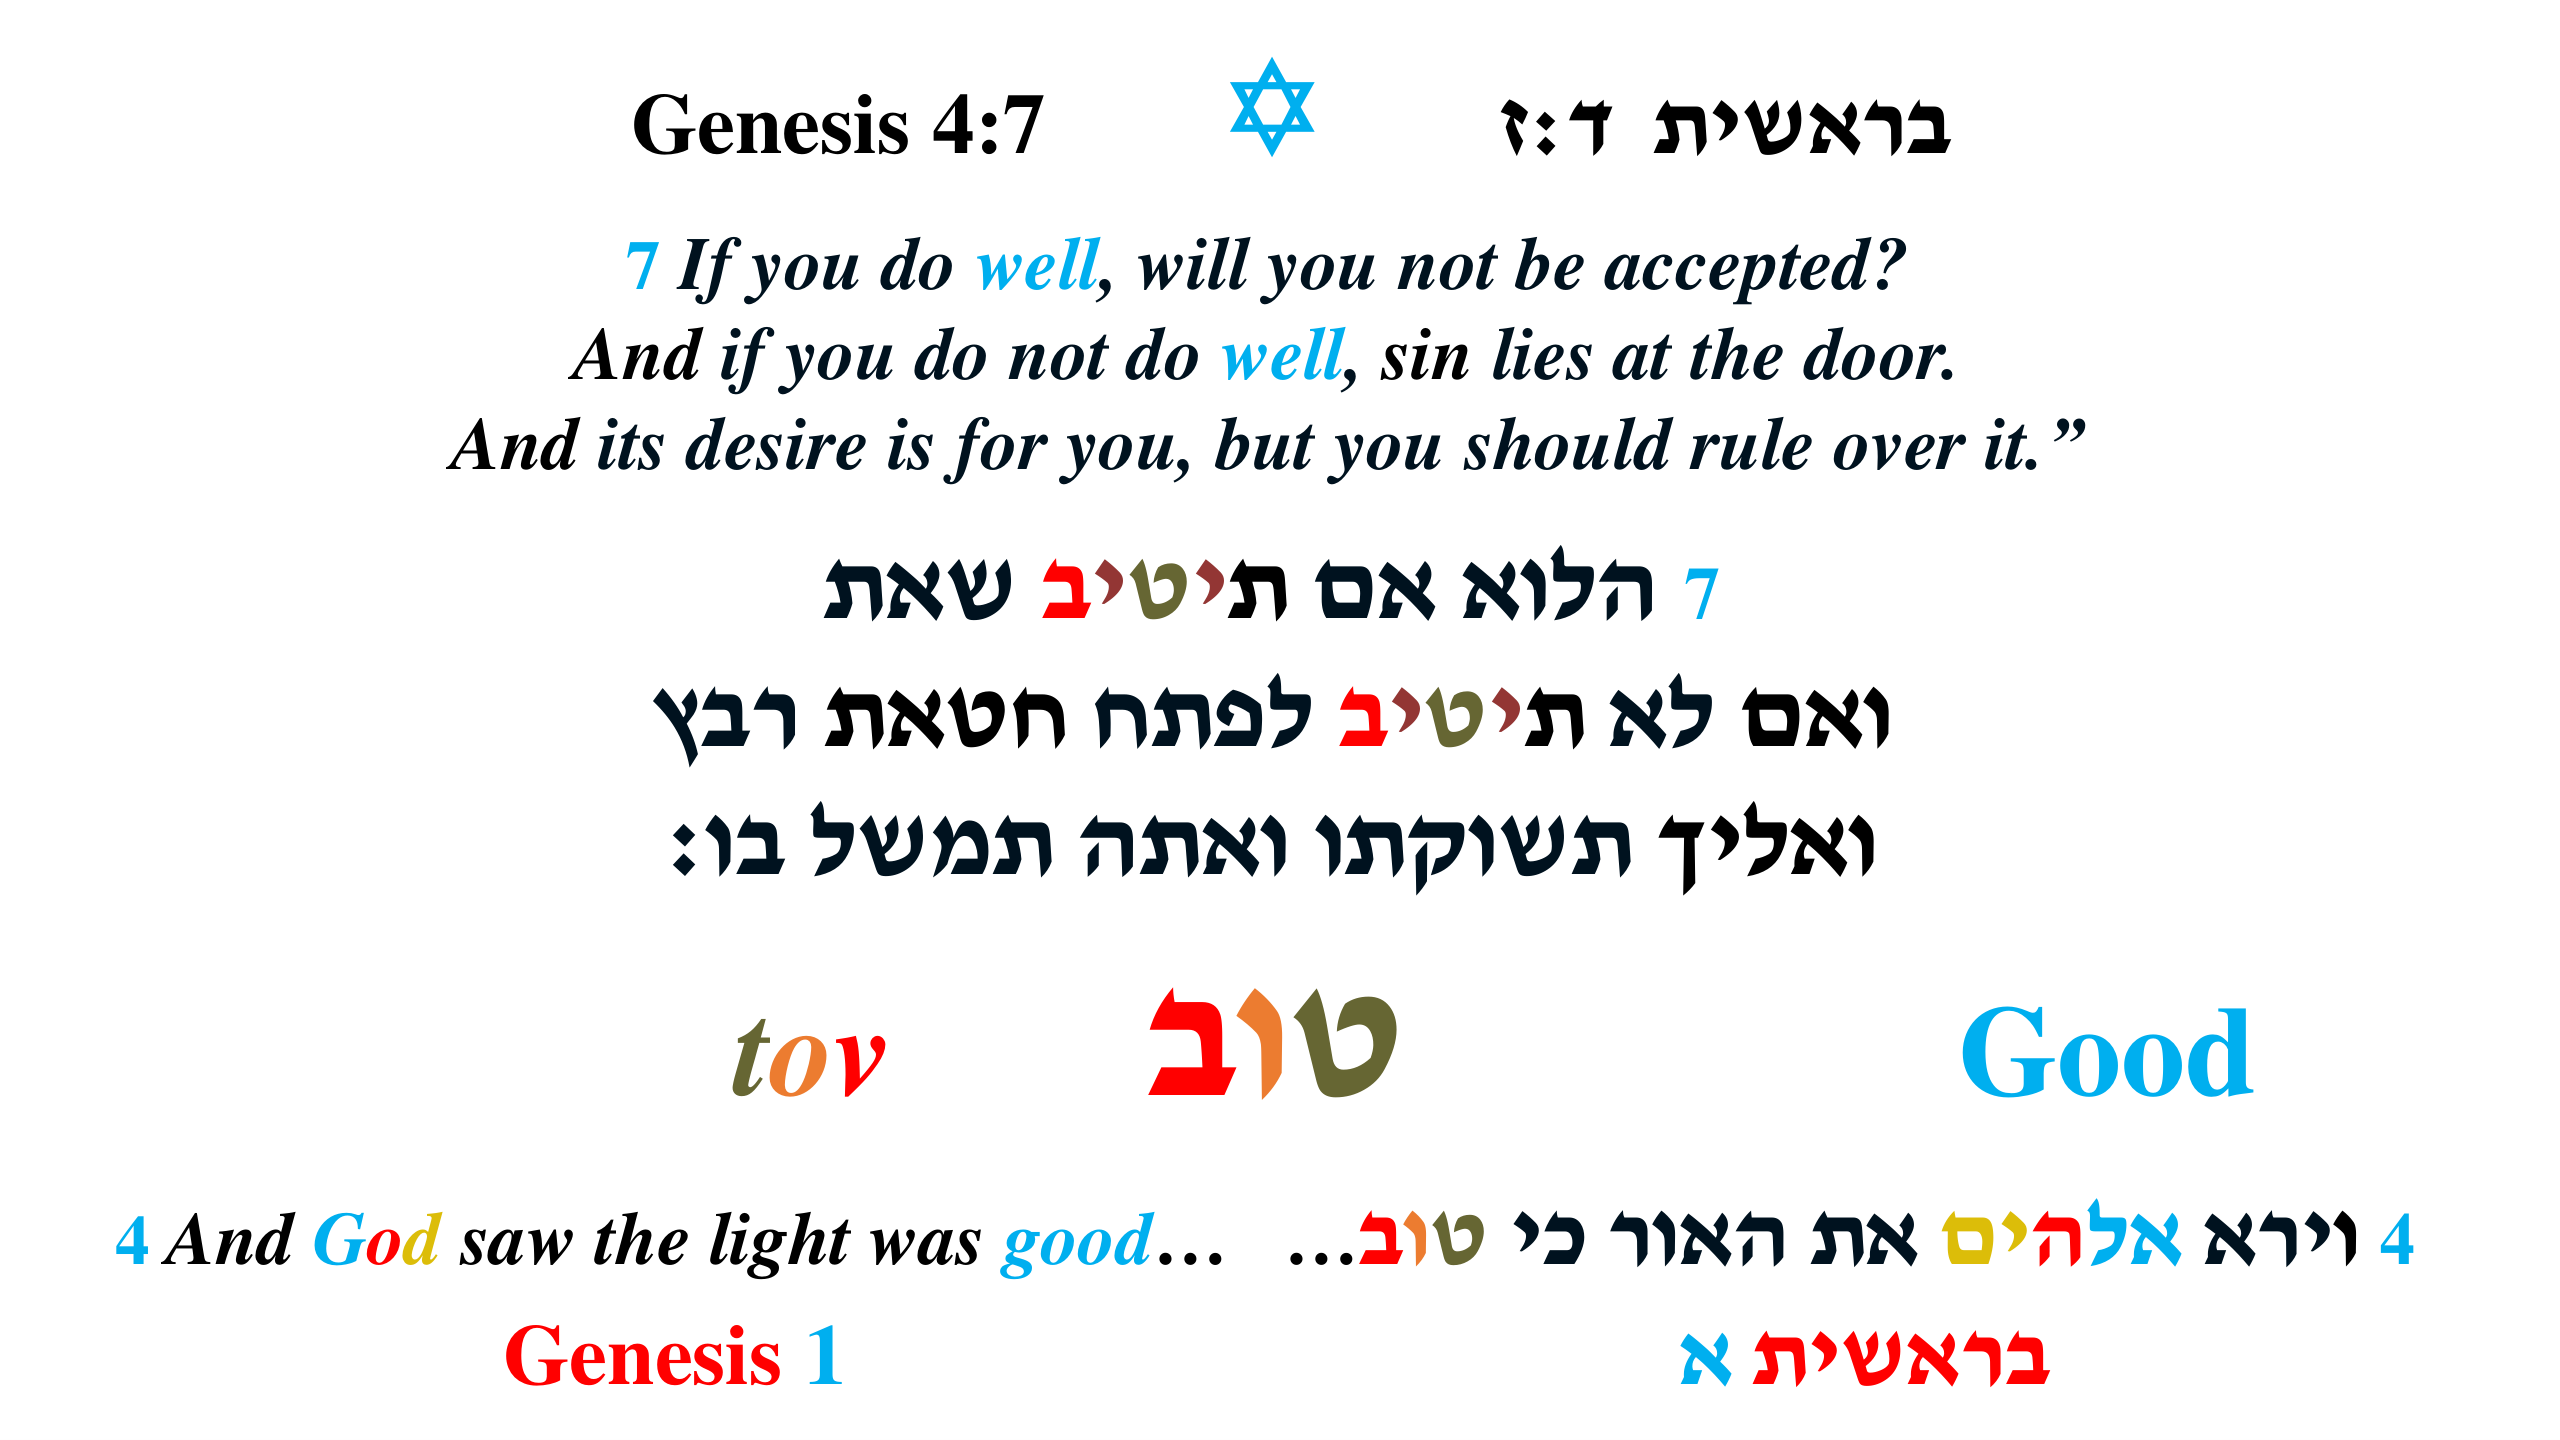 Genesis 4:7 ✡ בראשית ד:ז
7 If you do well, will you not be accepted?
And if you do not do well, sin lies at the door.
And its desire is for you, but you should rule over it.”
7 הלוא אם תיטיב שאת
ואם לא תיטיב לפתח חטאת רבץ
ואליך תשוקתו ואתה תמשל בו:
tov טוב Good
4 And God saw the light was good… 4 וירא אלהים את האור כי טוב…
Genesis 1 בראשית א